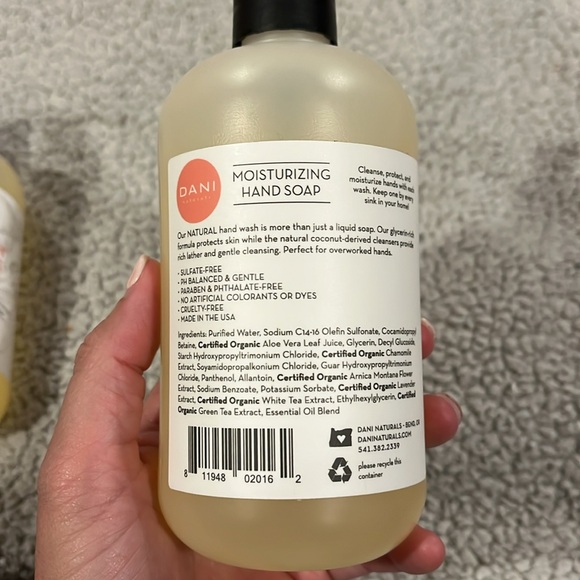 DANI
NATURALS
MOISTURIZING
HAND SOAP
Cleanse, protect, and
moisturize hands with each
wash. Keep one by every
sink in your home!
Our NATURAL hand wash is more than just a liquid soap. Our glycerin-rich
formula protects skin while the natural coconut-derived cleansers provide
rich lather and gentle cleansing. Perfect for overworked hands.
• SULFATE-FREE
• PH BALANCED & GENTLE
• PARABEN & PHTHALATE-FREE
• NO ARTIFICIAL COLORANTS OR DYES
• CRUELTY-FREE
• MADE IN THE USA
Ingredients: Purified Water, Sodium C14-16 Olefin Sulfonate, Cocamidopropyl
Betaine, Certified Organic Aloe Vera Leaf Juice, Glycerin, Decyl Glucoside,
Starch Hydroxypropyltrimonium Chloride, Certified Organic Chamomile
Extract, Soyamidopropalkonium Chloride, Guar Hydroxypropyltrimonium
Chloride, Panthenol, Allantoin, Certified Organic Arnica Montana Flower
Extract, Sodium Benzoate, Potassium Sorbate, Certified Organic Lavender
Extract, Certified Organic White Tea Extract, Ethylhexylglycerin, Certified
Organic Green Tea Extract, Essential Oil Blend
DANI NATURALS • BEND, OR
DANINATURALS.COM
541.382.2339
please recycle this
container
8 11948 02016 2